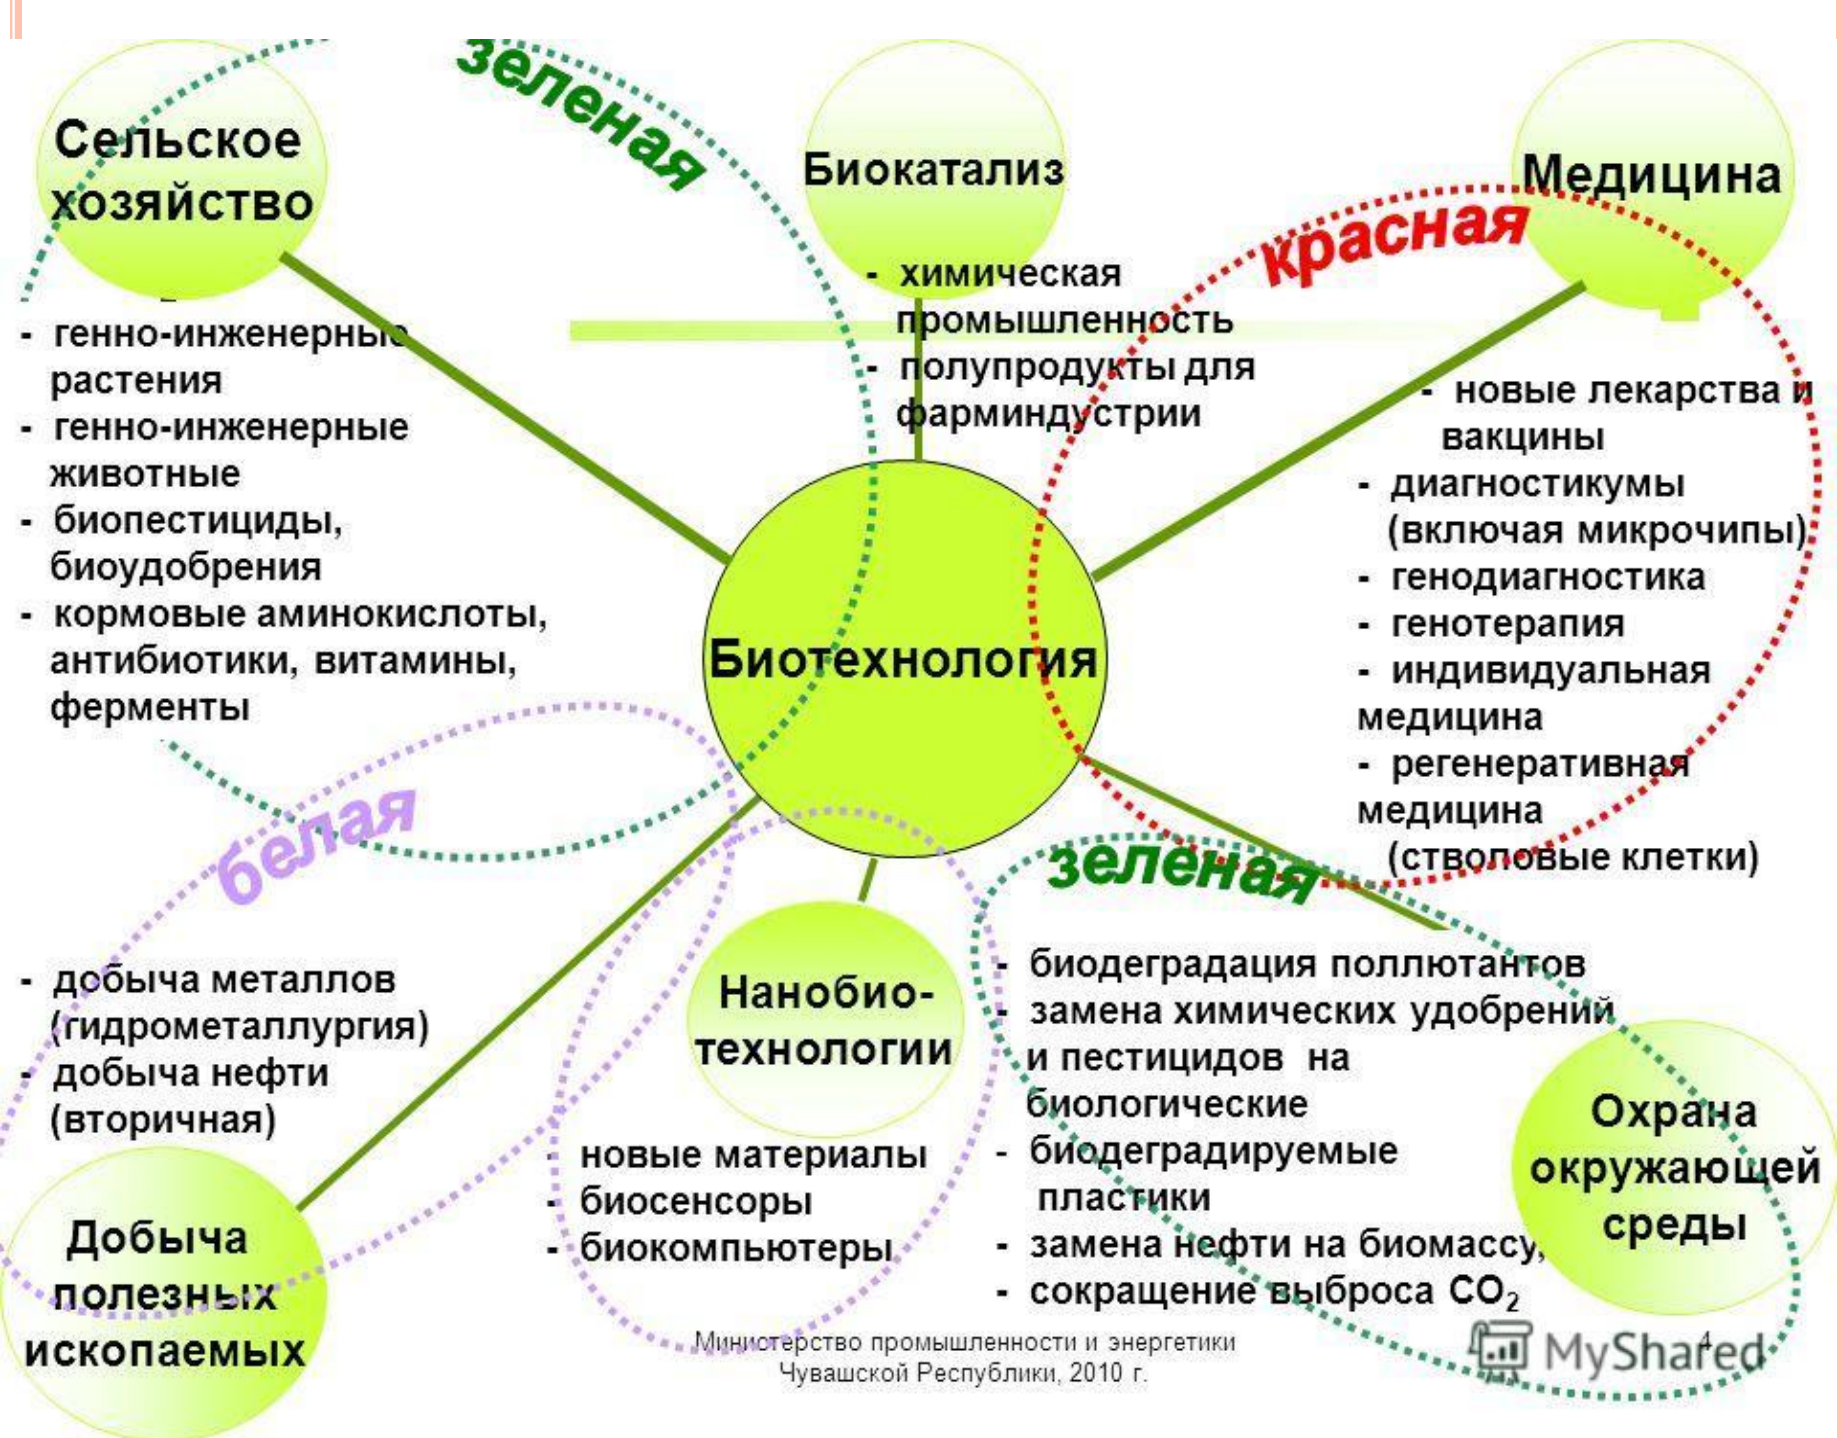 зеленая
Сельское
хозяйство
- генно-инженерные
растения
- генно-инженерные
животные
- биопестициды,
биоудобрения
- кормовые аминокислоты,
антибиотики, витамины,
ферменты
Биокатализ
- химическая
промышленность
- полупродукты для
фарминдустрии
Медицина
красная
- новые лекарства и
вакцины
- диагностикумы
(включая микрочипы)
- генодиагностика
- генотерапия
- индивидуальная
медицина
- регенеративная
медицина
(стволовые клетки)
Биотехнология
белая
- добыча металлов
(гидрометаллургия)
- добыча нефти
(вторичная)
Добыча
полезных
ископаемых
Нанобио-
технологии
- новые материалы
- биосенсоры
- биокомпьютеры
зеленая
- биодеградация поллютантов
- замена химических удобрений
и пестицидов на
биологические
- биодеградируемые
пластики
- замена нефти на биомассу,
- сокращение выброса СО₂
Охрана
окружающей
среды
Министерство промышленности и энергетики
Чувашской Республики, 2010 г.
4
MyShared